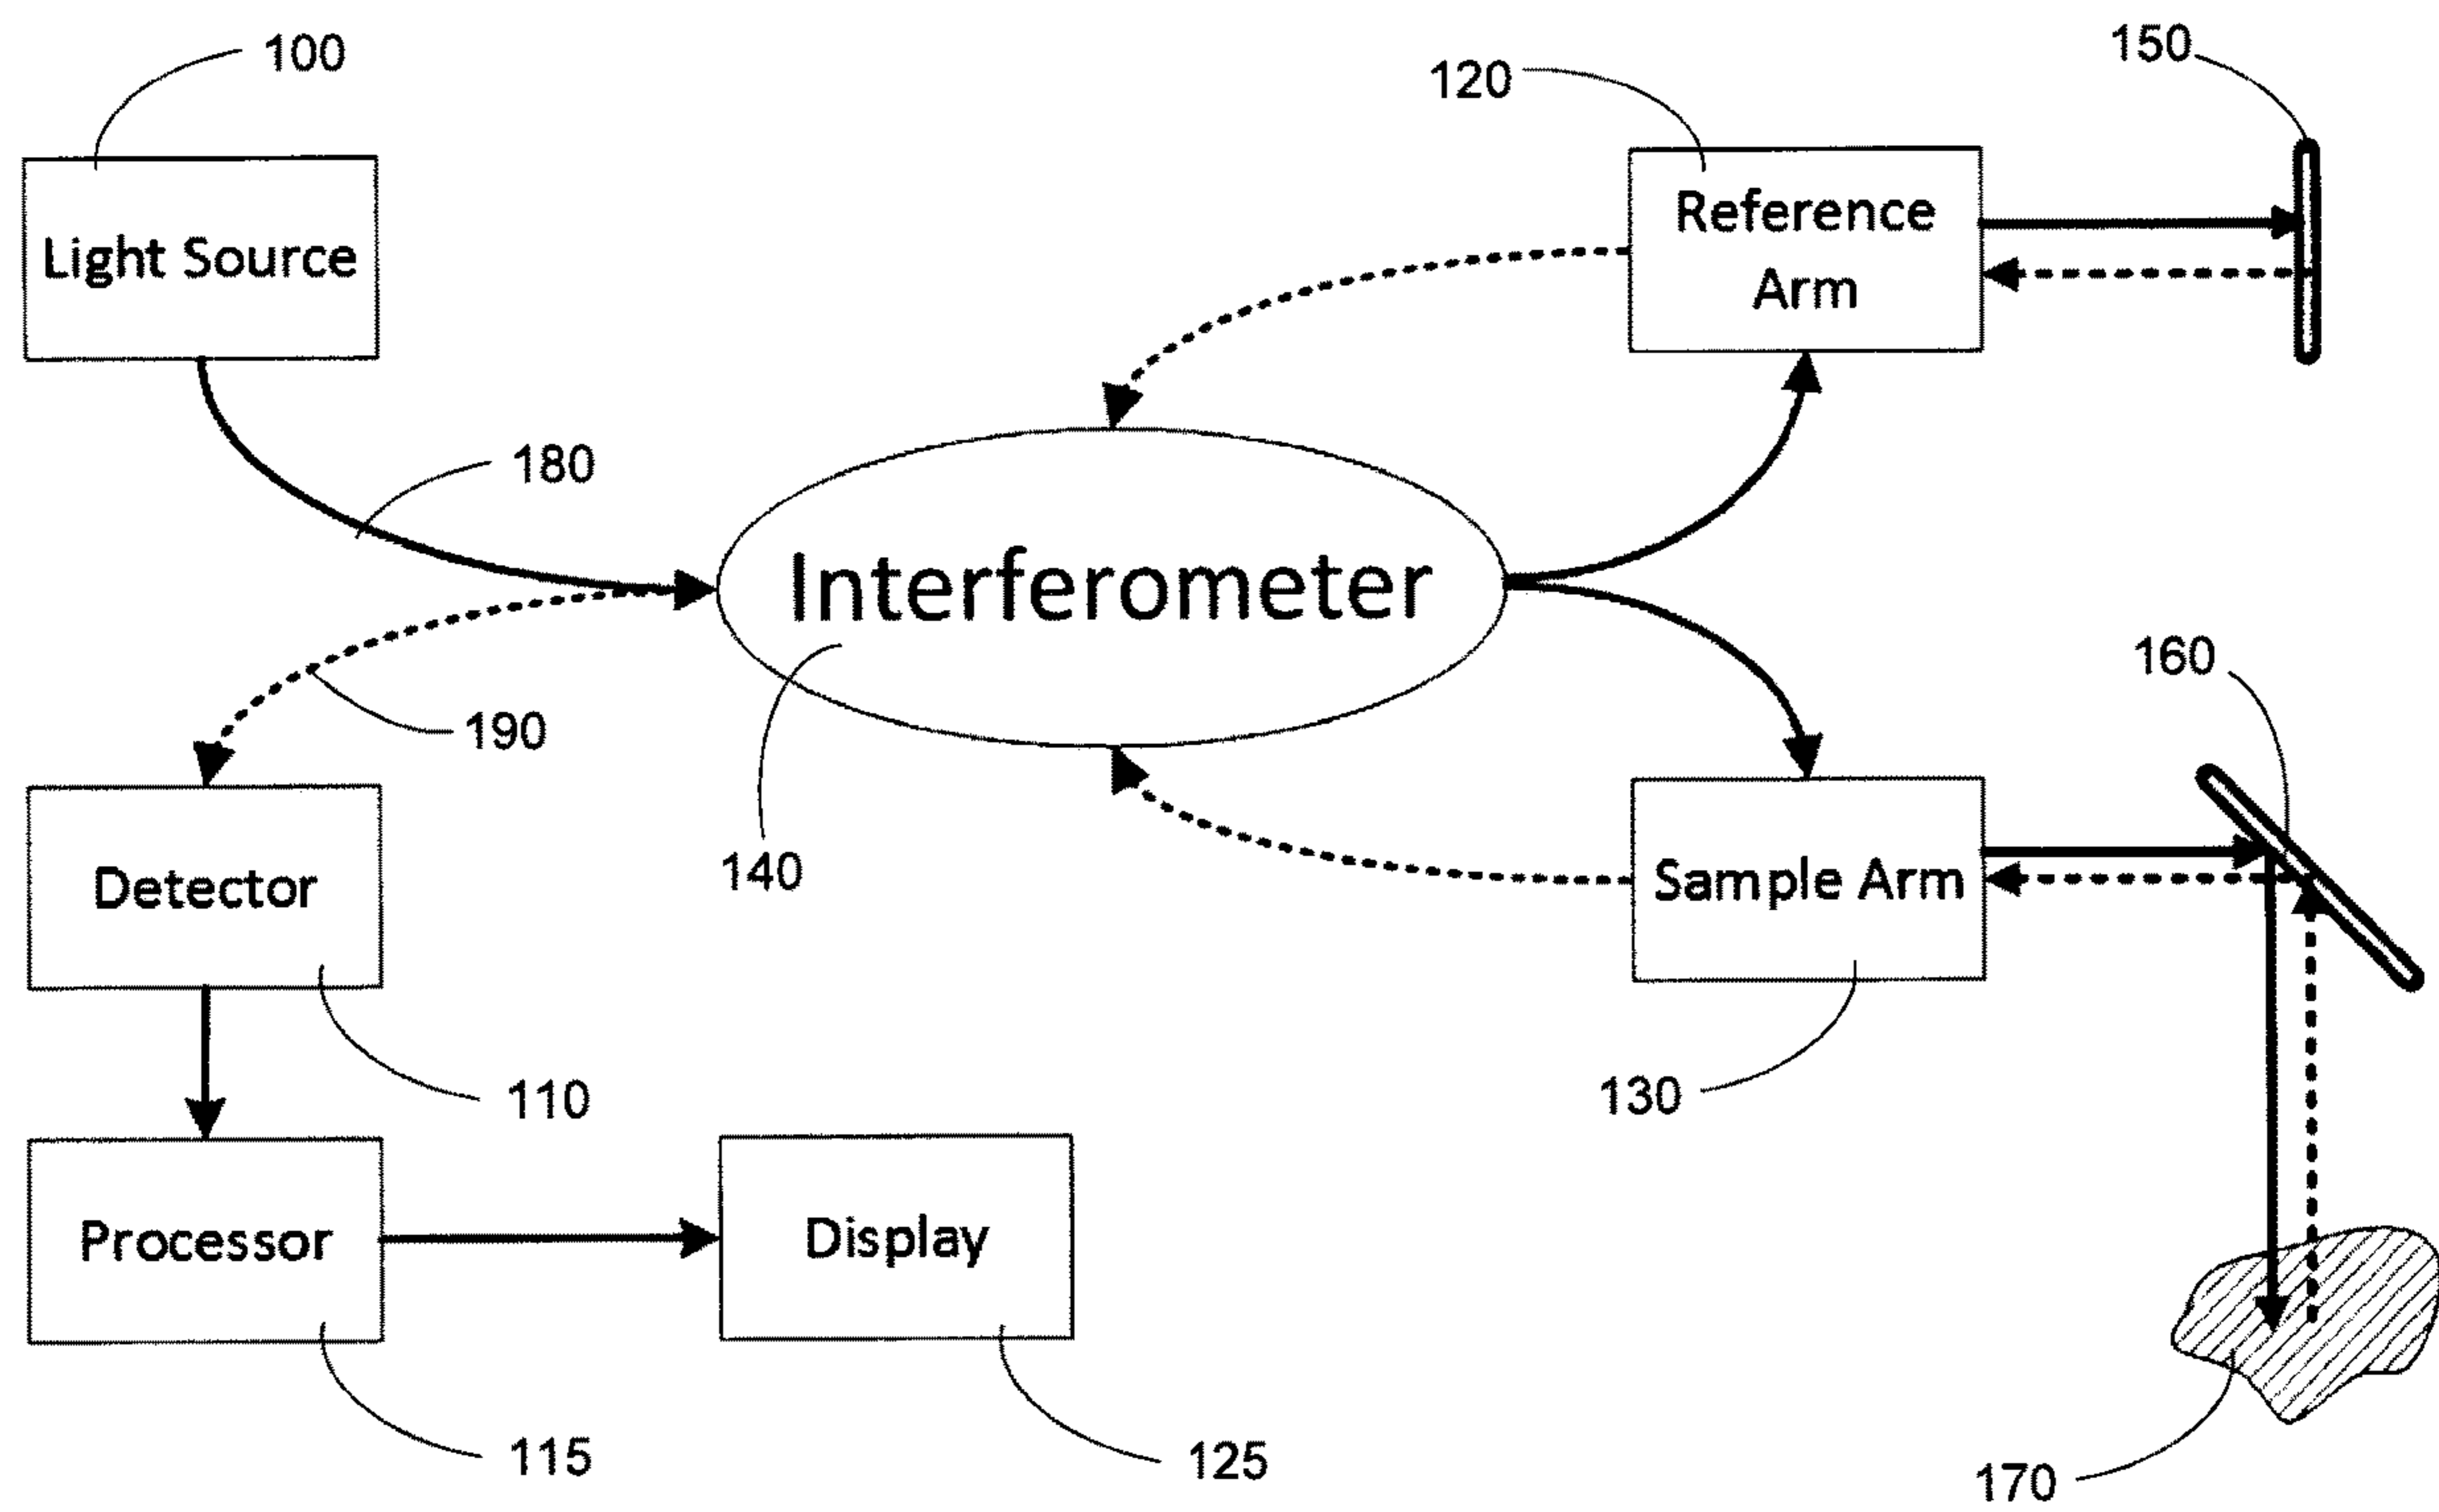 100
120
150
Light Source
Reference
Arm
180
Interferometer
160
190
140
Detector
Sample Arm
110
130
Processor
Display
115
125
170